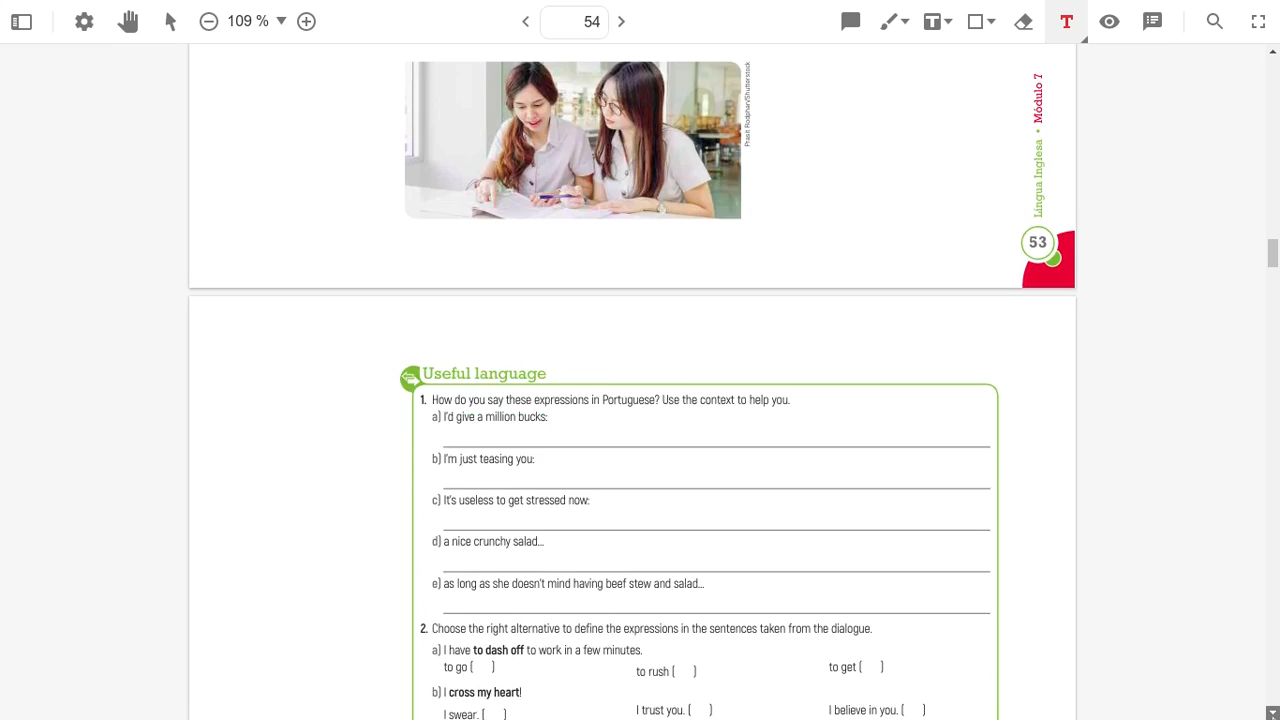 109 %
54
T
Prasit Rodphan/Shutterstock
Língua Inglesa • Módulo 7
53
Useful language
1. How do you say these expressions in Portuguese? Use the context to help you.
a) I'd give a million bucks:
b) I'm just teasing you:
c) It's useless to get stressed now:
d) a nice crunchy salad...
e) as long as she doesn't mind having beef stew and salad...
2. Choose the right alternative to define the expressions in the sentences taken from the dialogue.
a) I have to dash off to work in a few minutes.
to go ( ) to rush ( ) to get ( )
b) I cross my heart!
I swear. ( ) I trust you. ( ) I believe in you. ( )